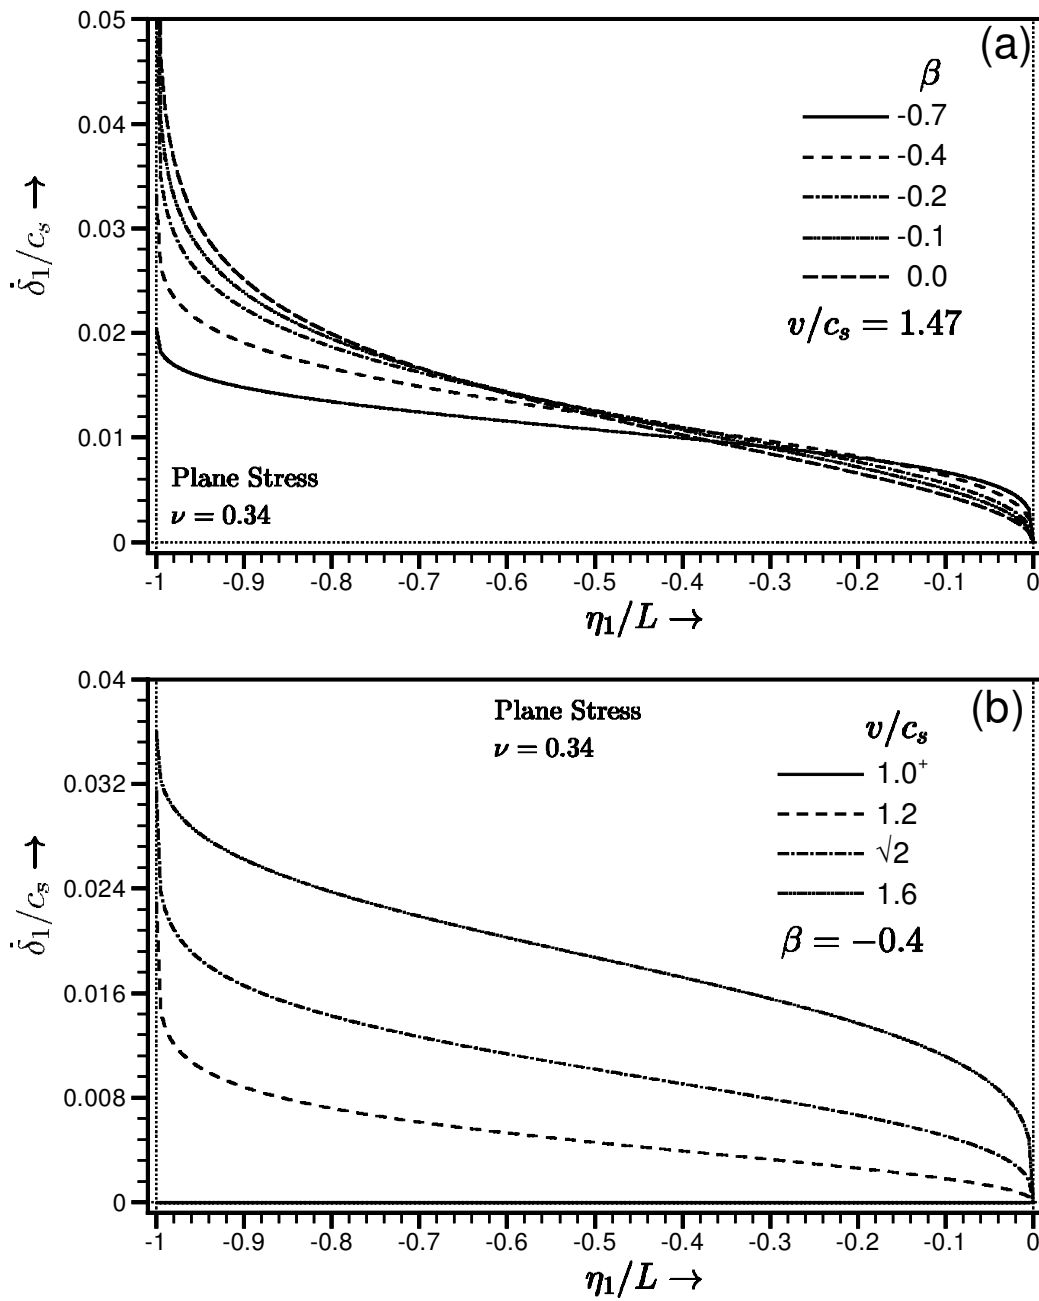 (a)
0.05
0.04
0.03
0.02
0.01
0
δ̇₁/cₛ →
β
-0.7
-0.4
-0.2
-0.1
0.0
v/cₛ = 1.47
Plane Stress
ν = 0.34
-1 -0.9 -0.8 -0.7 -0.6 -0.5 -0.4 -0.3 -0.2 -0.1 0
η₁/L →
(b)
0.04
0.032
0.024
0.016
0.008
0
δ̇₁/cₛ →
Plane Stress
ν = 0.34
v/cₛ
1.0⁺
1.2
√2
1.6
β = −0.4
-1 -0.9 -0.8 -0.7 -0.6 -0.5 -0.4 -0.3 -0.2 -0.1 0
η₁/L →